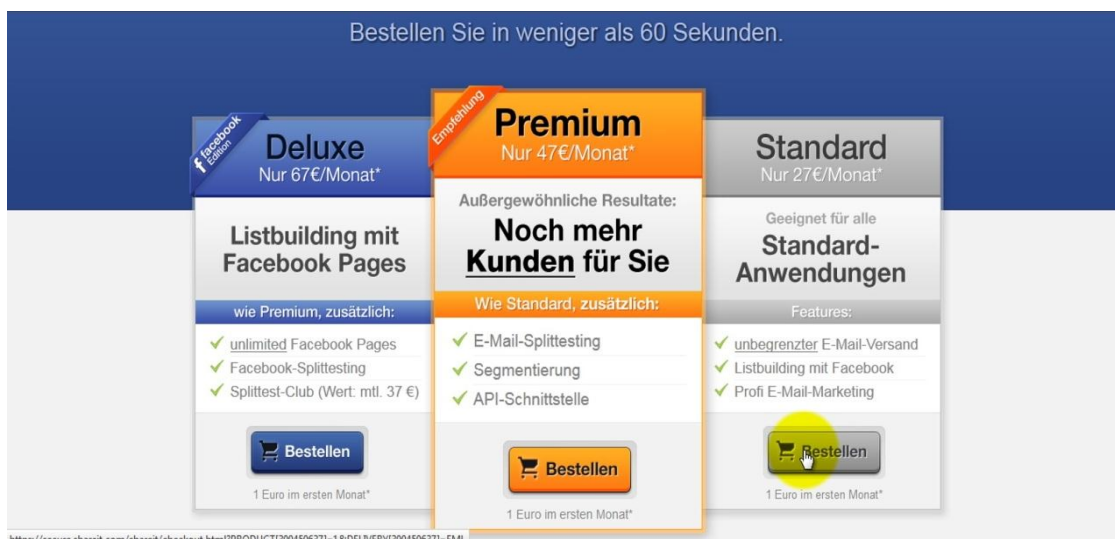 Bestellen Sie in weniger als 60 Sekunden.
facebook
Edition
Deluxe
Nur 67€/Monat*
Listbuilding mit
Facebook Pages
wie Premium, zusätzlich:
unlimited Facebook Pages
Facebook-Splittesting
Splittest-Club (Wert: mtl. 37 €)
Bestellen
1 Euro im ersten Monat*
Empfehlung
Premium
Nur 47€/Monat*
Außergewöhnliche Resultate:
Noch mehr
Kunden für Sie
Wie Standard, zusätzlich:
E-Mail-Splittesting
Segmentierung
API-Schnittstelle
Bestellen
1 Euro im ersten Monat*
Standard
Nur 27€/Monat*
Geeignet für alle
Standard-
Anwendungen
Features:
unbegrenzter E-Mail-Versand
Listbuilding mit Facebook
Profi E-Mail-Marketing
Bestellen
1 Euro im ersten Monat*